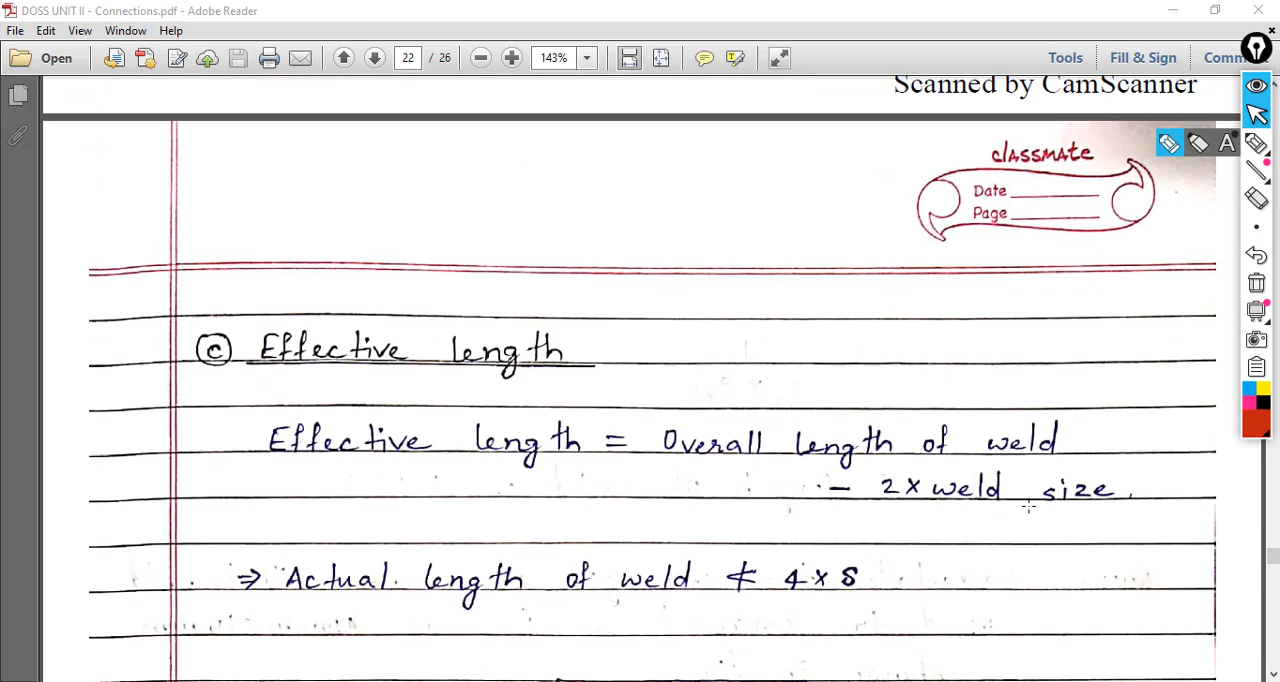 DOSS UNIT II - Connections.pdf - Adobe Reader
File Edit View Window Help
Open 22 / 26 143% Tools Fill & Sign Comm
Scanned by CamScanner
classmate
Date
Page
A
(c) Effective length
Effective length = Overall length of weld
- 2 x weld size.
⇒ Actual length of weld ≮ 4 x S